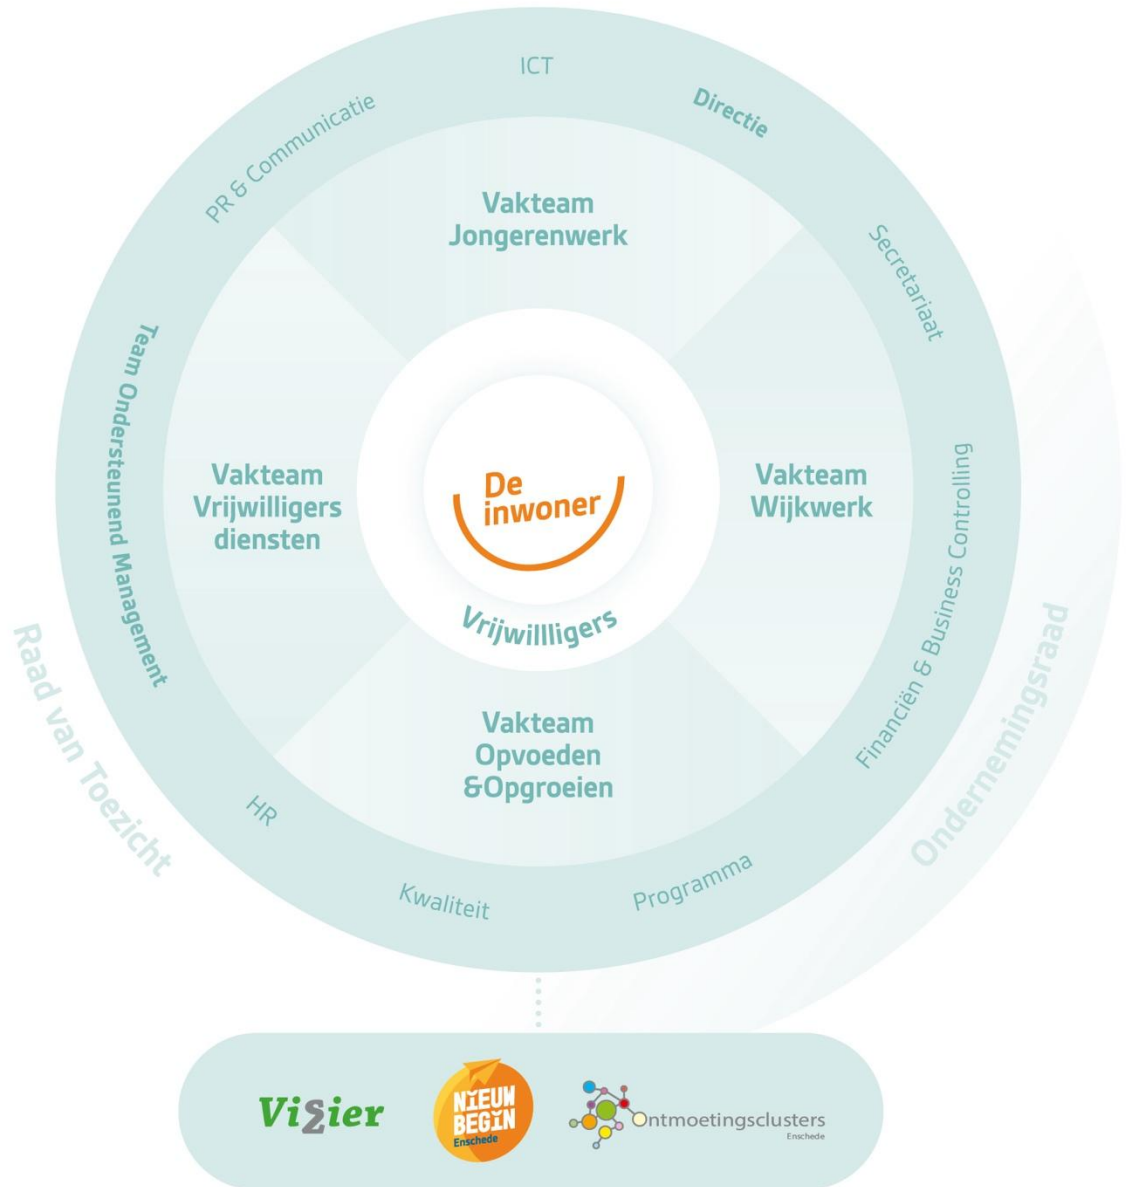 ICT
Directie
PR & Communicatie
Secretariaat
Team Ondersteunend Management
Financiën & Business Controlling
HR
Kwaliteit
Programma
Vakteam
Jongerenwerk
Vakteam
Vrijwilligers
diensten
De
inwoner
Vrijwillligers
Vakteam
Wijkwerk
Vakteam
Opvoeden
&Opgroeien
Raad van Toezicht
Ondernemingsraad
Vizier
NIEUW
BEGIN
Enschede
Ontmoetingsclusters
Enschede